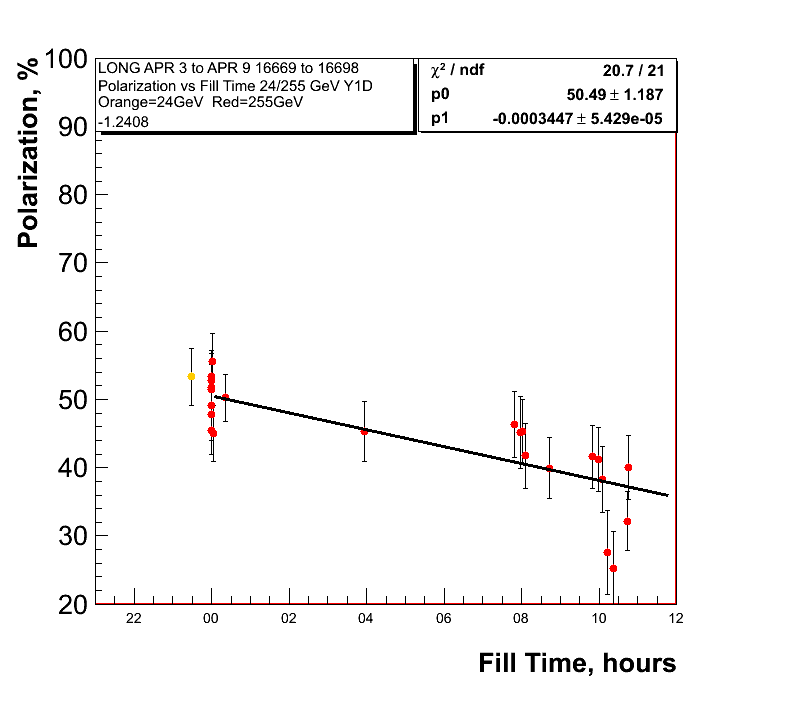 LONG APR 3 to APR 9 16669 to 16698
Polarization vs Fill Time 24/255 GeV Y1D
Orange=24GeV  Red=255GeV
-1.2408
χ² / ndf 20.7 / 21
p0 50.49 ± 1.187
p1 -0.0003447 ± 5.429e-05
Polarization, %
100
90
80
70
60
50
40
30
20
22 00 02 04 06 08 10 12
Fill Time, hours